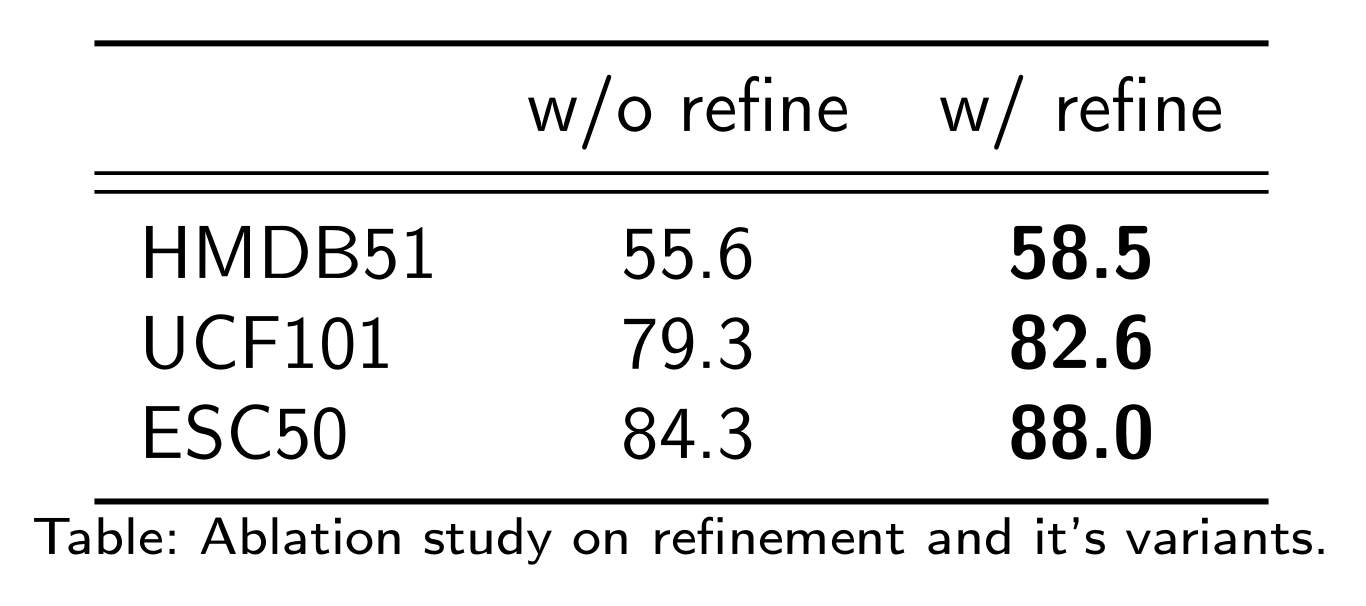 w/o refine w/ refine
HMDB51 55.6 58.5
UCF101 79.3 82.6
ESC50 84.3 88.0
Table: Ablation study on refinement and it's variants.